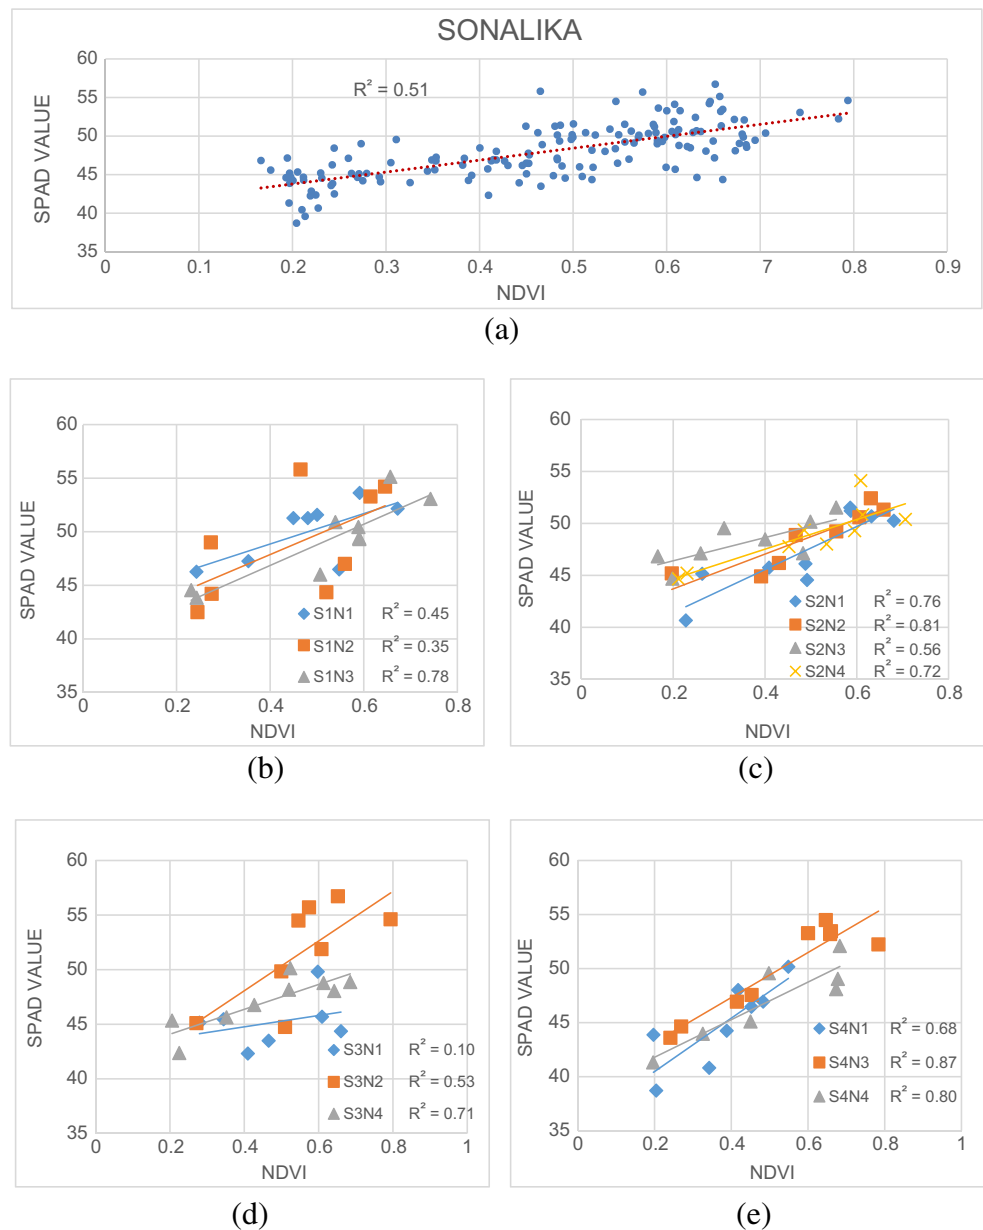 SONALIKA
60
55
50
45
40
35
SPAD VALUE
R² = 0.51
0 0.1 0.2 0.3 0.4 0.5 0.6 7 0.8 0.9
NDVI
(a)
60
55
50
45
40
35
SPAD VALUE
S1N1 R² = 0.45
S1N2 R² = 0.35
S1N3 R² = 0.78
0 0.2 0.4 0.6 0.8
NDVI
(b)
60
55
50
45
40
35
SPAD VALUE
S2N1 R² = 0.76
S2N2 R² = 0.81
S2N3 R² = 0.56
S2N4 R² = 0.72
0 0.2 0.4 0.6 0.8
NDVI
(c)
60
55
50
45
40
35
SPAD VALUE
S3N1 R² = 0.10
S3N2 R² = 0.53
S3N4 R² = 0.71
0 0.2 0.4 0.6 0.8 1
NDVI
(d)
60
55
50
45
40
35
SPAD VALUE
S4N1 R² = 0.68
S4N3 R² = 0.87
S4N4 R² = 0.80
0 0.2 0.4 0.6 0.8 1
NDVI
(e)